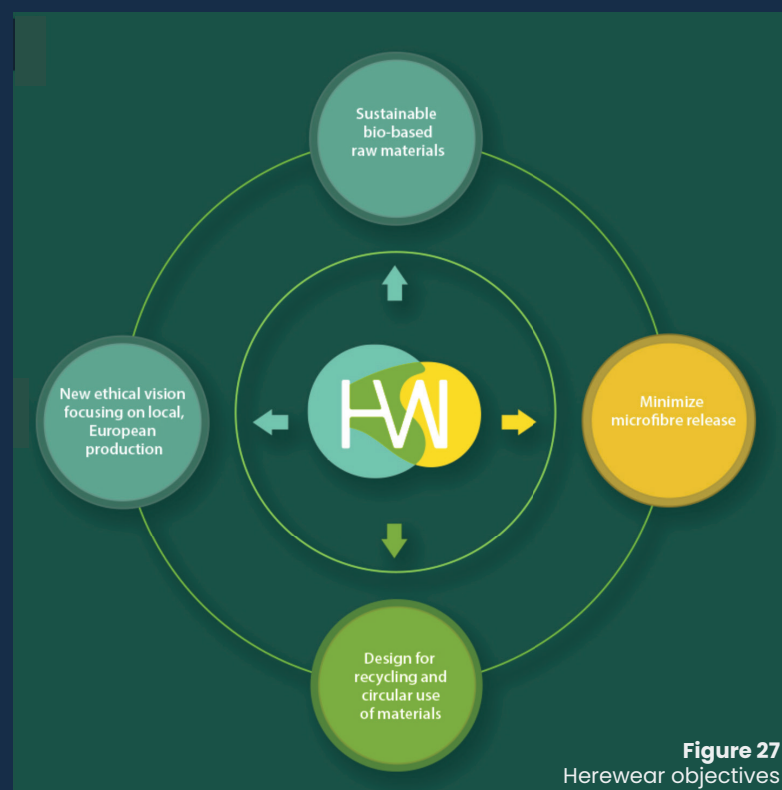 Sustainable
bio-based
raw materials
New ethical vision
focusing on local,
European
production
HW
Minimize
microfibre release
Design for
recycling and
circular use
of materials
Figure 27
Herewear objectives